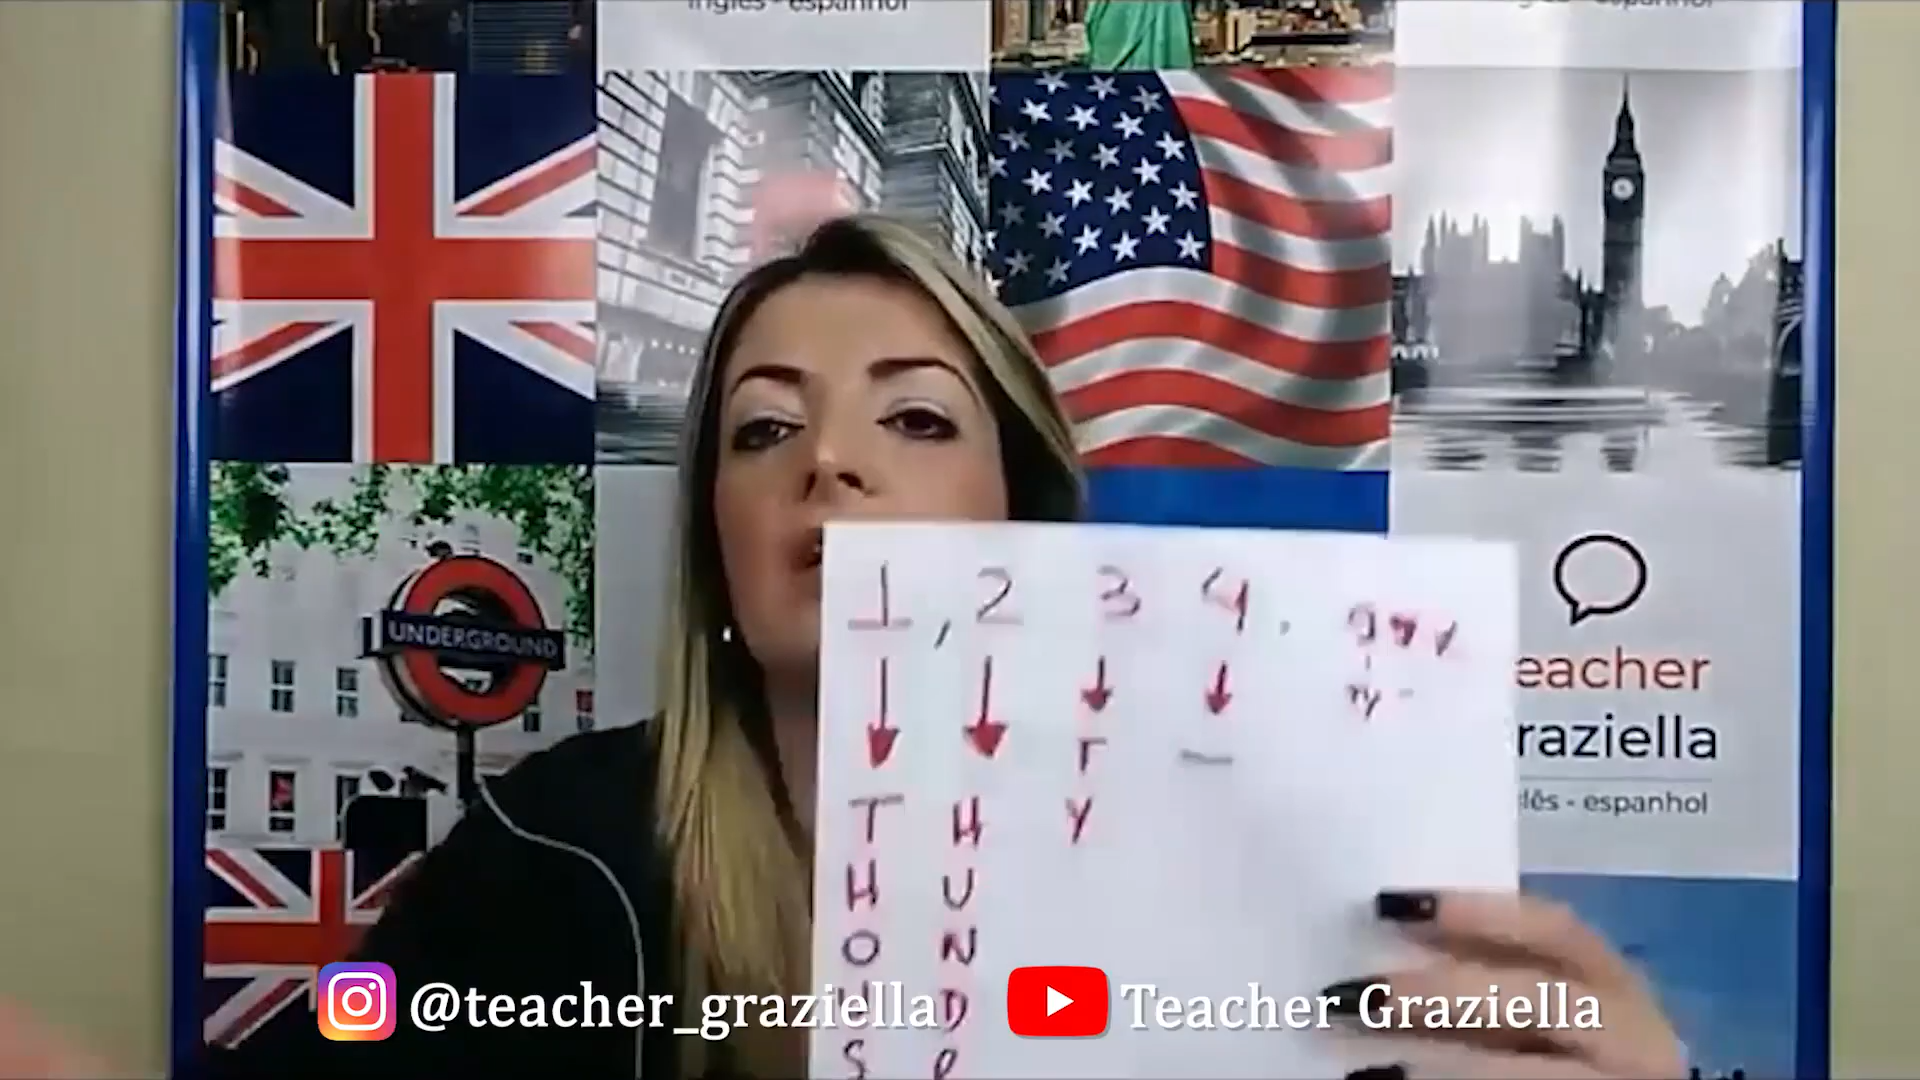 inglês - espanhol
UNDERGROUND
1 , 2 3 4 .
T H T
H U Y
O N
U D
S R
eacher
raziella
lês - espanhol
@teacher_graziella
Teacher Graziella